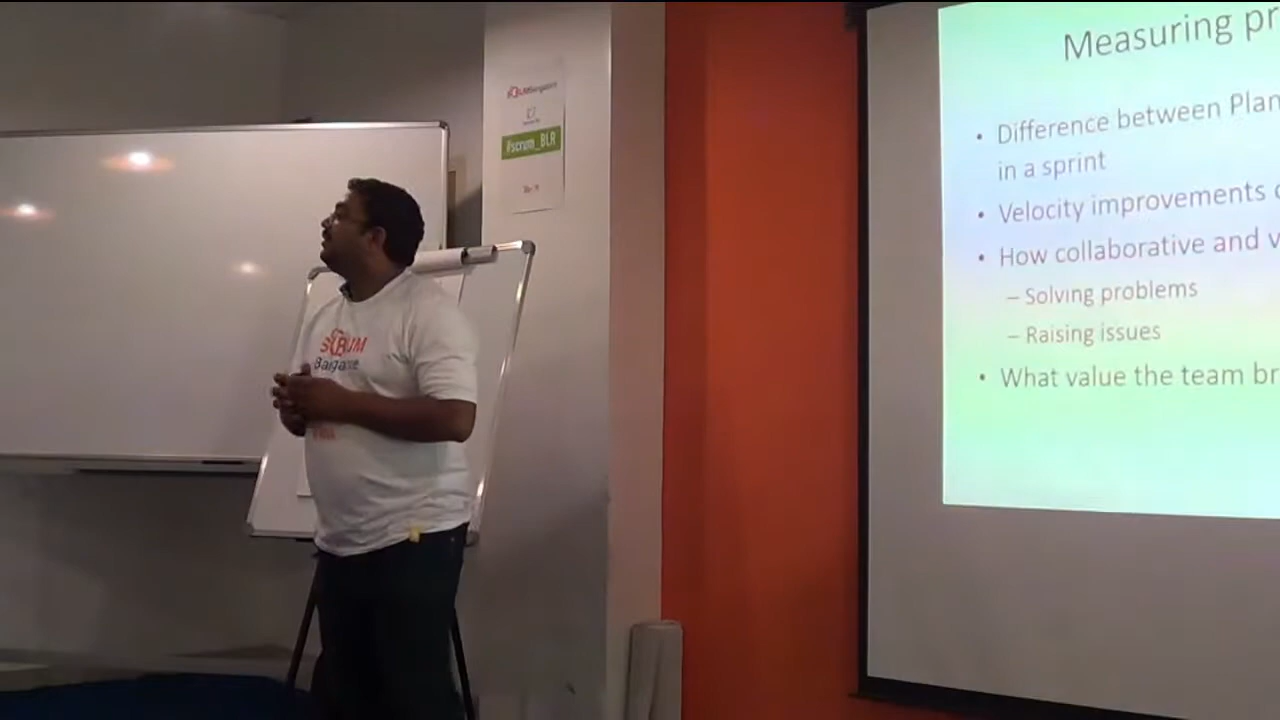 #scrum_BLR
SCRUM
Measuring pr
• Difference between Plan
in a sprint
• Velocity improvements
• How collaborative and v
– Solving problems
– Raising issues
• What value the team br